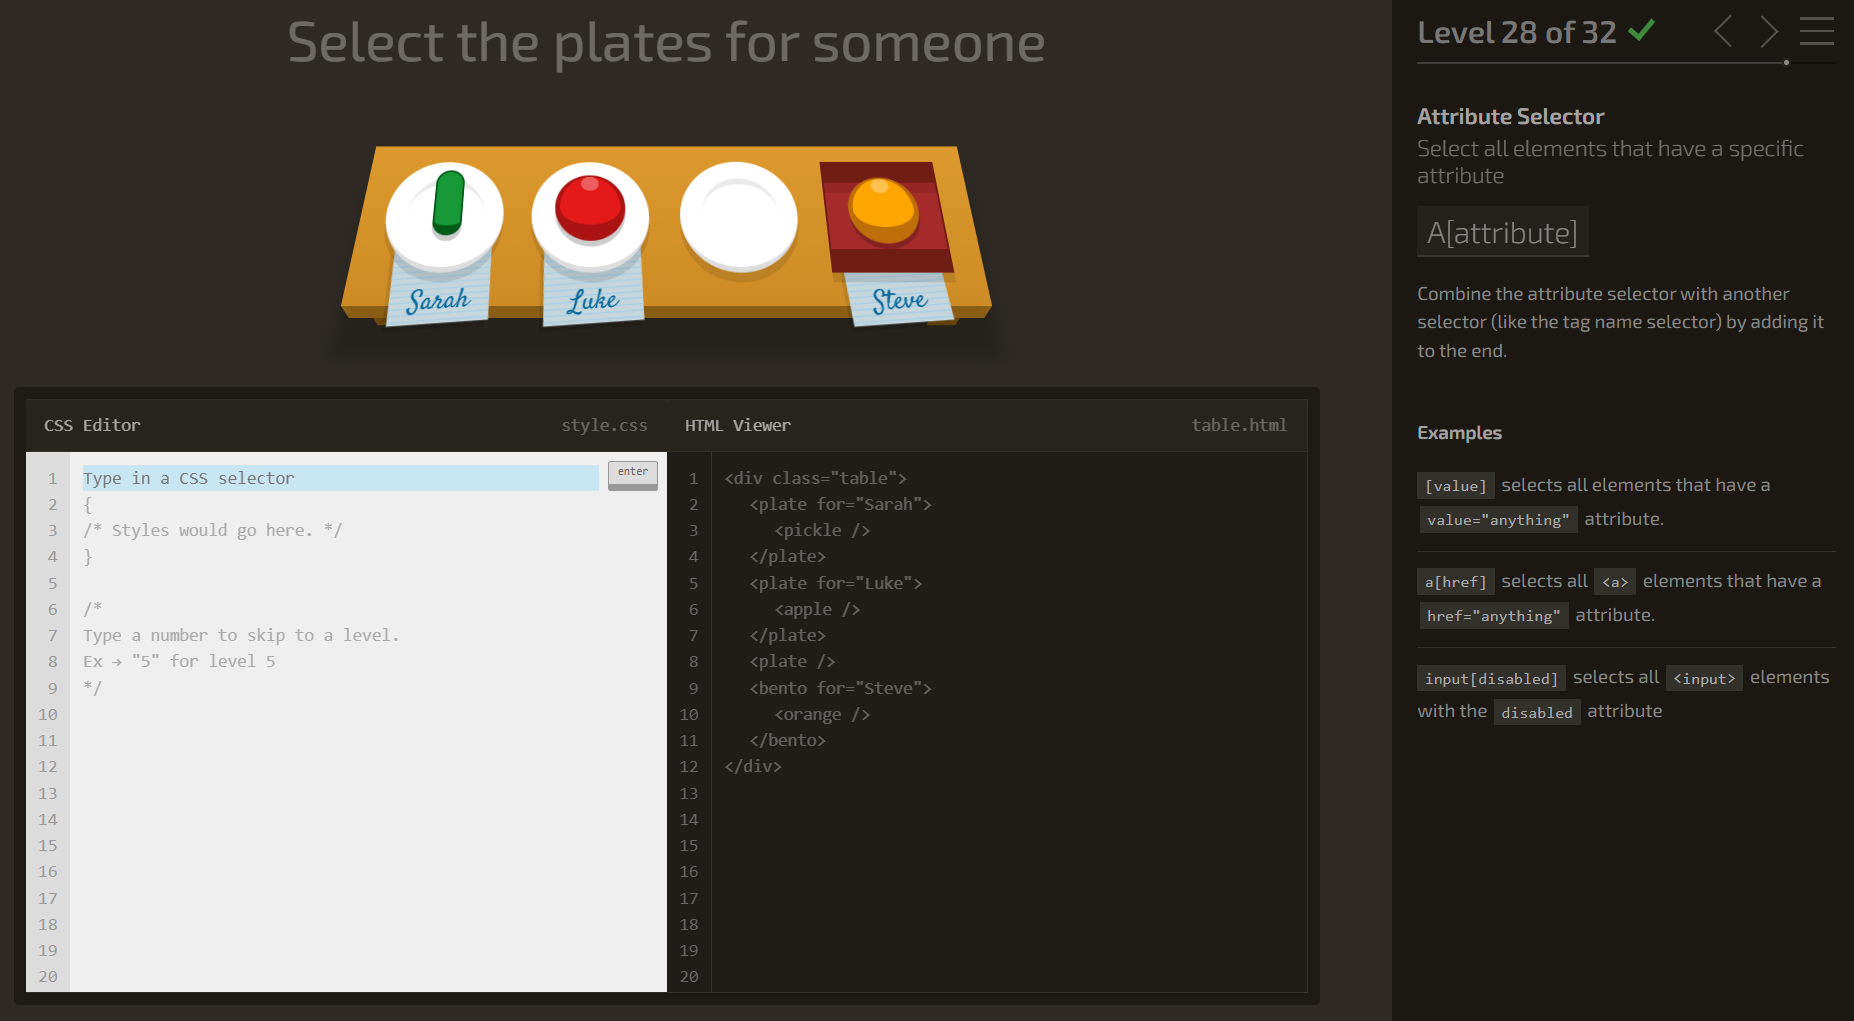 Select the plates for someone
Sarah
Luke
Steve
CSS Editor
style.css
1 Type in a CSS selector
enter
2 {
3 /* Styles would go here. */
4 }
5
6 /*
7 Type a number to skip to a level.
8 Ex → "5" for level 5
9 */
10
11
12
13
14
15
16
17
18
19
20
HTML Viewer
table.html
1 <div class="table">
2 <plate for="Sarah">
3 <pickle />
4 </plate>
5 <plate for="Luke">
6 <apple />
7 </plate>
8 <plate />
9 <bento for="Steve">
10 <orange />
11 </bento>
12 </div>
13
14
15
16
17
18
19
20
Level 28 of 32
Attribute Selector
Select all elements that have a specific
attribute
A[attribute]
Combine the attribute selector with another
selector (like the tag name selector) by adding it
to the end.
Examples
[value] selects all elements that have a
value="anything" attribute.
a[href] selects all <a> elements that have a
href="anything" attribute.
input[disabled] selects all <input> elements
with the disabled attribute